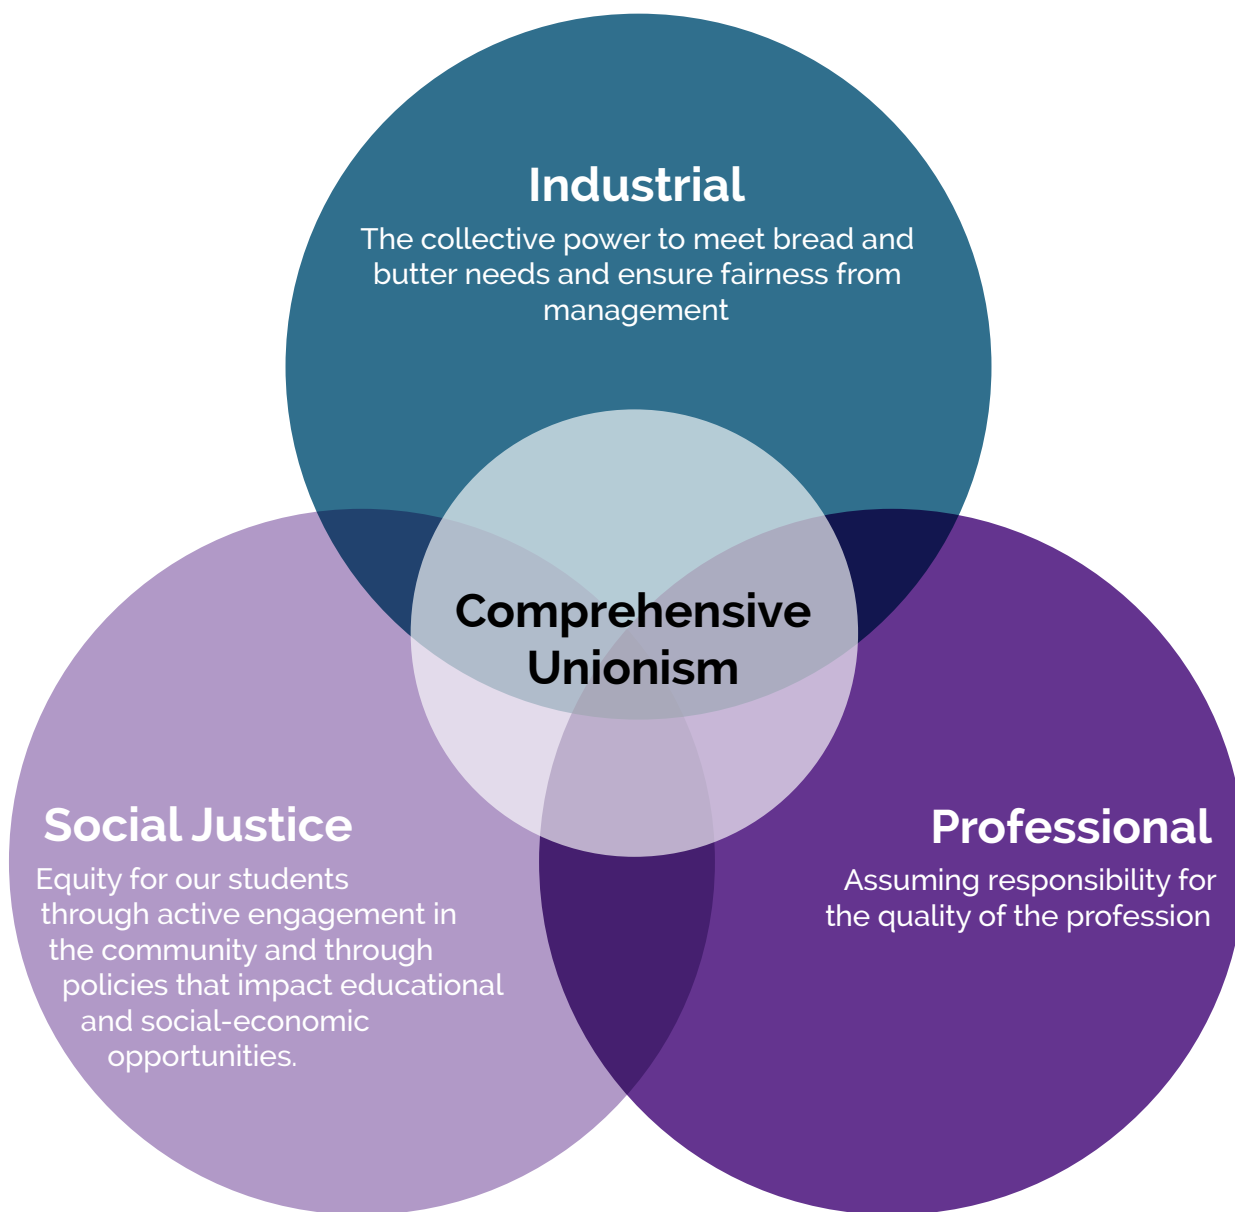 Industrial
The collective power to meet bread and
butter needs and ensure fairness from
management
Comprehensive
Unionism
Social Justice
Equity for our students
through active engagement in
the community and through
policies that impact educational
and social-economic
opportunities.
Professional
Assuming responsibility for
the quality of the profession